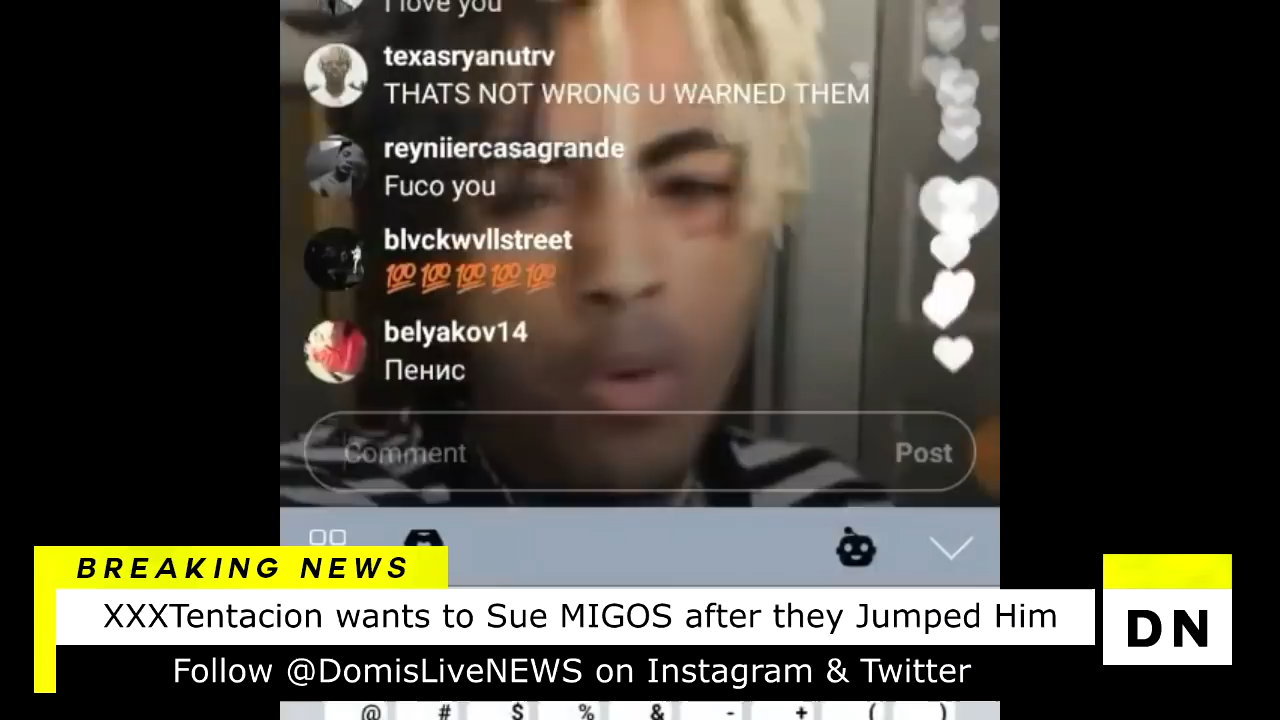 I love you
texasryanutrv
THATS NOT WRONG U WARNED THEM
reyniiercasagrande
Fuco you
blvckwvllstreet
💯💯💯💯💯
belyakov14
Пенис
Comment
Post
BREAKING NEWS
XXXTentacion wants to Sue MIGOS after they Jumped Him
DN
Follow @DomisLiveNEWS on Instagram & Twitter
@ # $ % & - + ( )